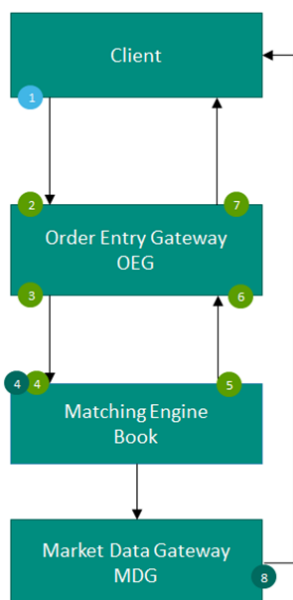 Client
1
2
7
Order Entry Gateway
OEG
3
6
4
4
5
Matching Engine
Book
Market Data Gateway
MDG
8